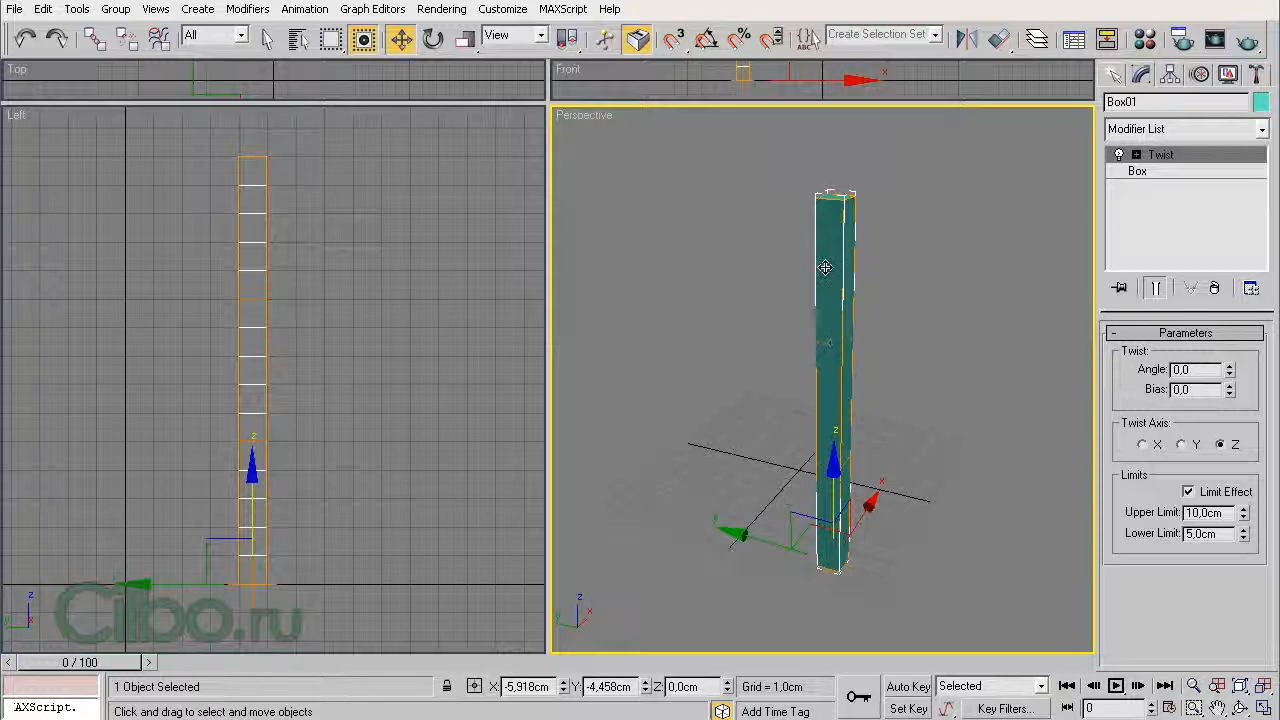 File Edit Tools Group Views Create Modifiers Animation Graph Editors Rendering Customize MAXScript Help
All View Create Selection Set
Top Front
Left Perspective
Box01
Modifier List
Twist
Box
Parameters
Twist:
Angle: 0,0
Bias: 0,0
Twist Axis:
X Y Z
Limits
Limit Effect
Upper Limit: 10,0cm
Lower Limit: 5,0cm
z
x
y
Cilbo.ru
0 / 100
AXScript.
1 Object Selected X -5,918cm Y -4,458cm Z 0,0cm Grid = 1,0cm Auto Key Selected
Click and drag to select and move objects Add Time Tag Set Key Key Filters... 0